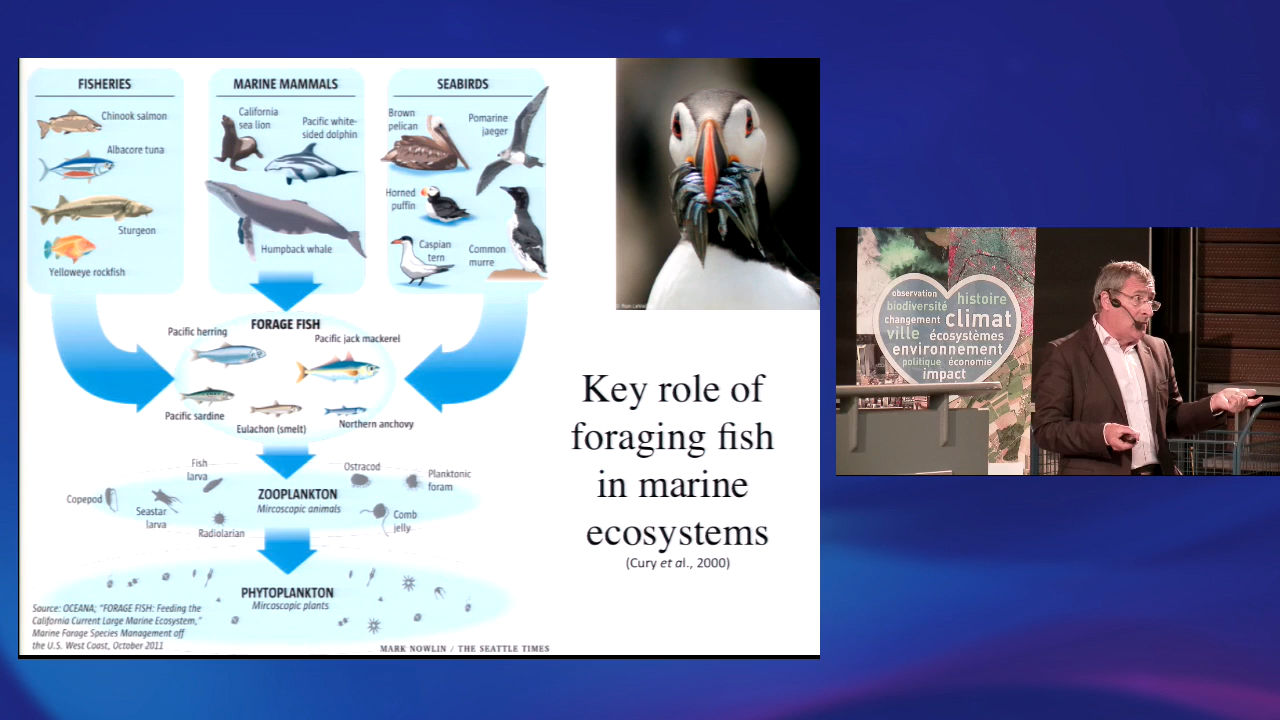 FISHERIES
Chinook salmon
Albacore tuna
Sturgeon
Yelloweye rockfish
MARINE MAMMALS
California
sea lion
Pacific white-
sided dolphin
Humpback whale
SEABIRDS
Brown
pelican
Pomarine
jaeger
Horned
puffin
Caspian
tern
Common
murre
FORAGE FISH
Pacific herring
Pacific jack mackerel
Pacific sardine
Eulachon (smelt)
Northern anchovy
ZOOPLANKTON
Mircoscopic animals
Fish
larva
Ostracod
Planktonic
foram
Copepod
Seastar
larva
Radiolarian
Comb
jelly
PHYTOPLANKTON
Mircoscopic plants
Source: OCEANA; "FORAGE FISH: Feeding the
California Current Large Marine Ecosystem,"
Marine Forage Species Management off
the U.S. West Coast, October 2011
MARK NOWLIN / THE SEATTLE TIMES
Key role of
foraging fish
in marine
ecosystems
(Cury et al., 2000)
observation
biodiversité
histoire
changement
climat
ville
écosystèmes
environnement
politique économie
impact